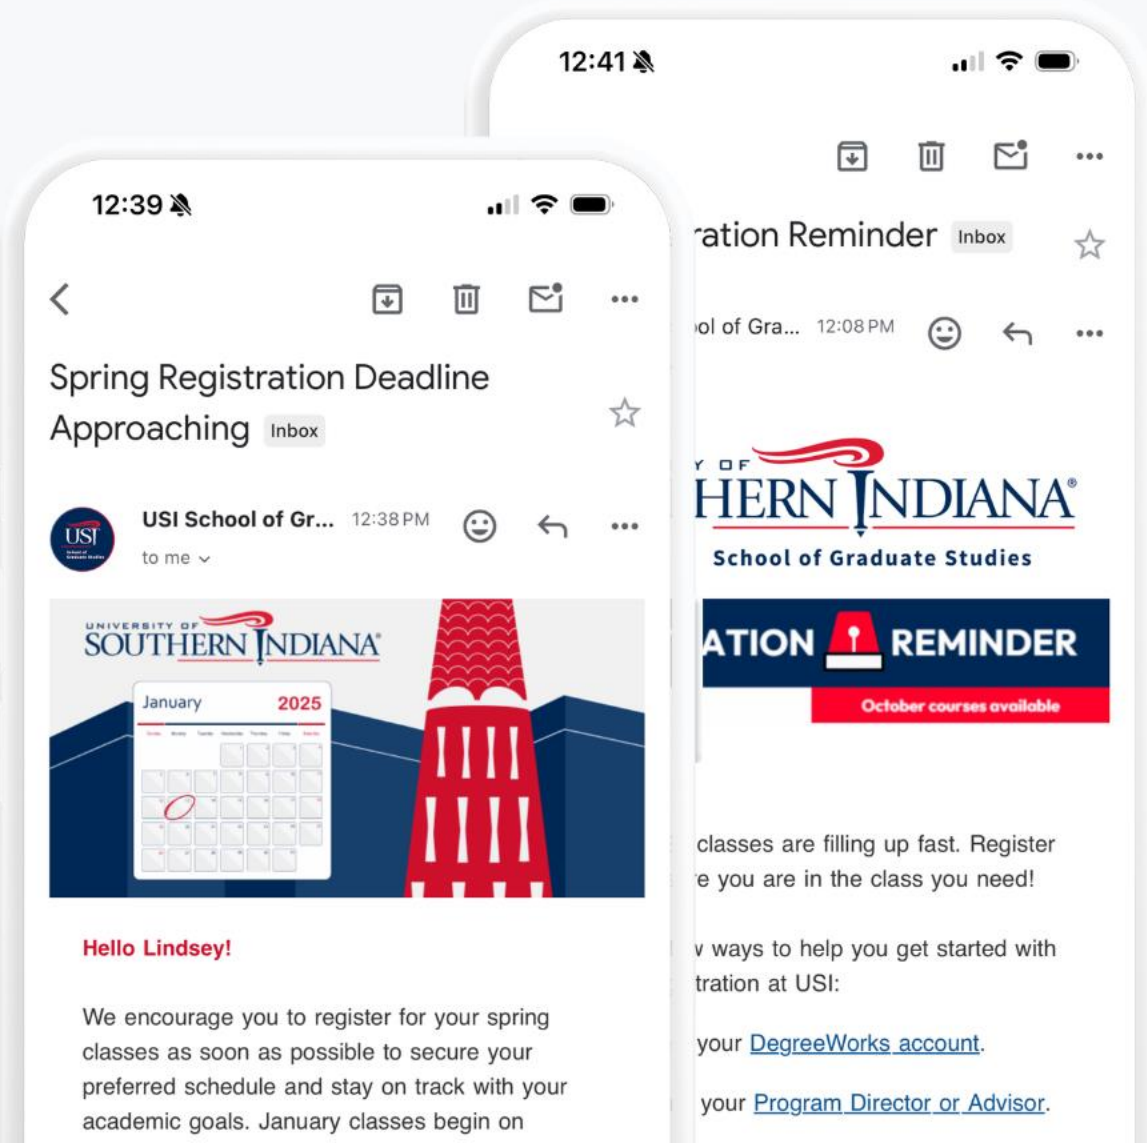 12:39
Spring Registration Deadline
Approaching Inbox
USI School of Gr... 12:38 PM
to me
USI
UNIVERSITY OF
SOUTHERN INDIANA®
January 2025
Hello Lindsey!
We encourage you to register for your spring
classes as soon as possible to secure your
preferred schedule and stay on track with your
academic goals. January classes begin on
12:41
ration Reminder Inbox
ol of Gra... 12:08 PM
Y OF
HERN INDIANA®
School of Graduate Studies
ATION REMINDER
October courses available
classes are filling up fast. Register
e you are in the class you need!
w ways to help you get started with
tration at USI:
your DegreeWorks account.
your Program Director or Advisor.